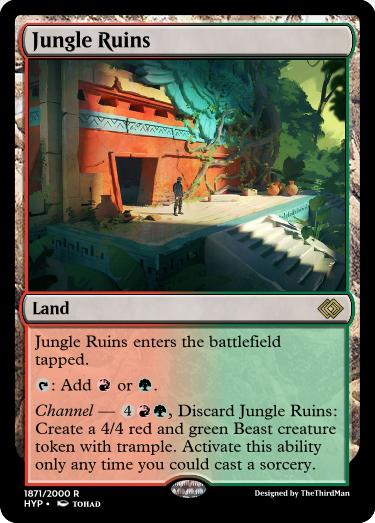 Jungle Ruins
Land
Jungle Ruins enters the battlefield
tapped.
: Add or .
Channel — 4, Discard Jungle Ruins:
Create a 4/4 red and green Beast creature
token with trample. Activate this ability
only any time you could cast a sorcery.
1871/2000 R
HYP • TOHAD
Designed by TheThirdMan